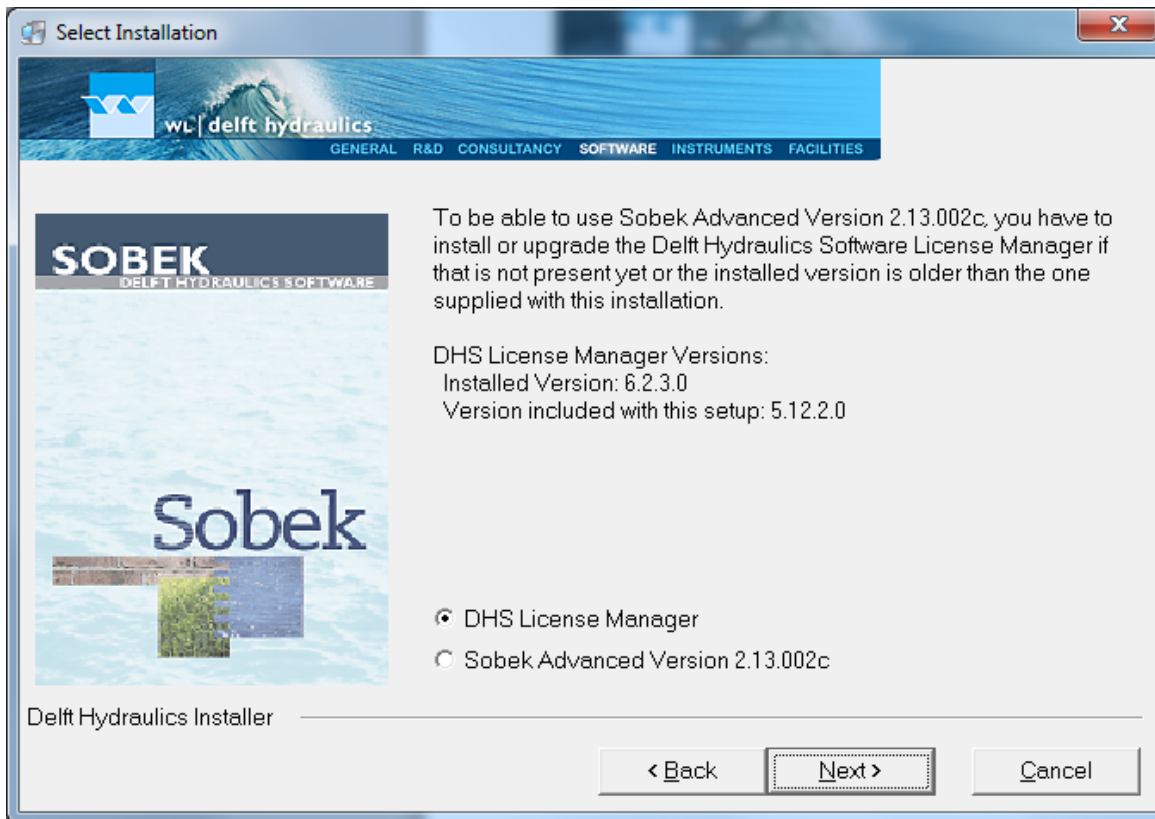 Select Installation
WL | delft hydraulics
GENERAL R&D CONSULTANCY SOFTWARE INSTRUMENTS FACILITIES
SOBEK
DELFT HYDRAULICS SOFTWARE
Sobek
To be able to use Sobek Advanced Version 2.13.002c, you have to
install or upgrade the Delft Hydraulics Software License Manager if
that is not present yet or the installed version is older than the one
supplied with this installation.
DHS License Manager Versions:
Installed Version: 6.2.3.0
Version included with this setup: 5.12.2.0
DHS License Manager
Sobek Advanced Version 2.13.002c
Delft Hydraulics Installer
< Back Next > Cancel